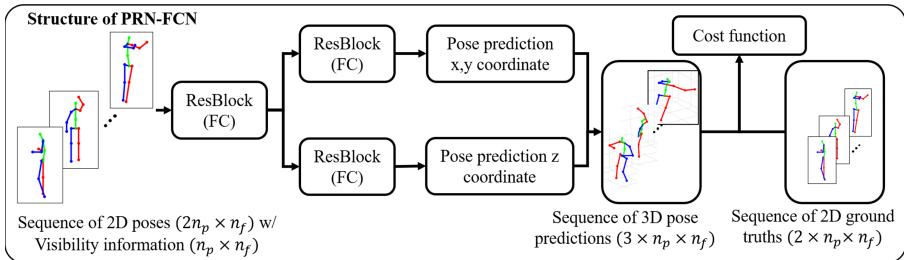 Structure of PRN-FCN
ResBlock
(FC)
ResBlock
(FC)
Pose prediction
x,y coordinate
ResBlock
(FC)
Pose prediction z
coordinate
Cost function
Sequence of 2D poses (2n_p × n_f) w/
Visibility information (n_p × n_f)
Sequence of 3D pose
predictions (3 × n_p × n_f)
Sequence of 2D ground
truths (2 × n_p × n_f)